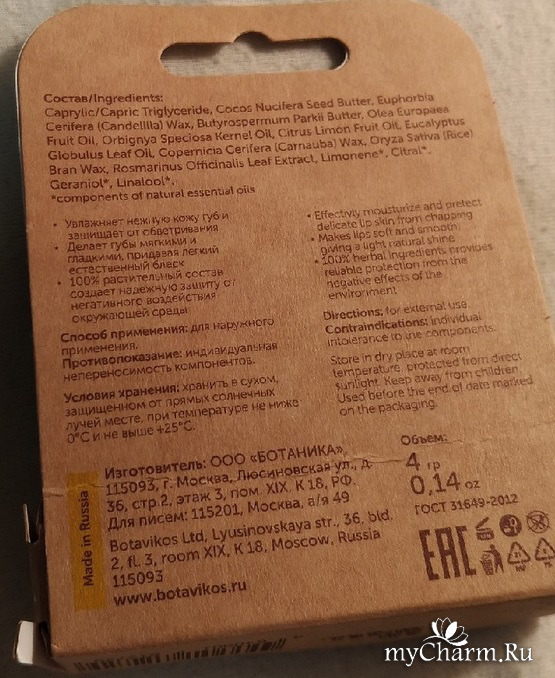 Состав/Ingredients:
Caprylic/Capric Triglyceride, Cocos Nucifera Seed Butter, Euphorbia
Cerifera (Candelilla) Wax, Butyrospermum Parkii Butter, Olea Europaea
Fruit Oil, Orbignya Speciosa Kernel Oil, Citrus Limon Fruit Oil, Eucalyptus
Globulus Leaf Oil, Copernicia Cerifera (Carnauba) Wax, Oryza Sativa (Rice)
Bran Wax, Rosmarinus Officinalis Leaf Extract, Limonene*, Citral*,
Geraniol*, Linalool*.
*components of natural essential oils
• Увлажняет нежную кожу губ и
защищает от обветривания
• Делает губы мягкими и
гладкими, придавая легкий
естественный блеск
• 100% растительный состав
создает надежную защиту от
негативного воздействия
окружающей среды
Способ применения: для наружного
применения.
Противопоказание: индивидуальная
непереносимость компонентов.
Условия хранения: хранить в сухом,
защищенном от прямых солнечных
лучей месте, при температуре не ниже
0°С и не выше +25°С.
• Effectivly mousturize and pretect
delicate lip skin from chapping
• Makes lips soft and smooth,
giving a light natural shine
• 100% herbal ingredients provides
reliable protection from the
negative effects of the
environment
Directions: for external use.
Contraindications: individual
intolerance to the components.
Store in dry place at room
temperature, protected from direct
sunlight. Keep away from children.
Used before the end of date marked
on the packaging.
Made in Russia
Изготовитель: ООО «БОТАНИКА»,
115093, г. Москва, Люсиновская ул., д.
36, стр.2, этаж 3, пом. XIX, К 18, РФ.
Для писем: 115201, Москва, а/я 49
Botavikos Ltd, Lyusinovskaya str., 36, bld.
2, fl. 3, room XIX, K 18, Moscow, Russia
115093
www.botavikos.ru
Объем:
4 гр
0,14 oz
ГОСТ 31649-2012
EAC
myCharm.Ru